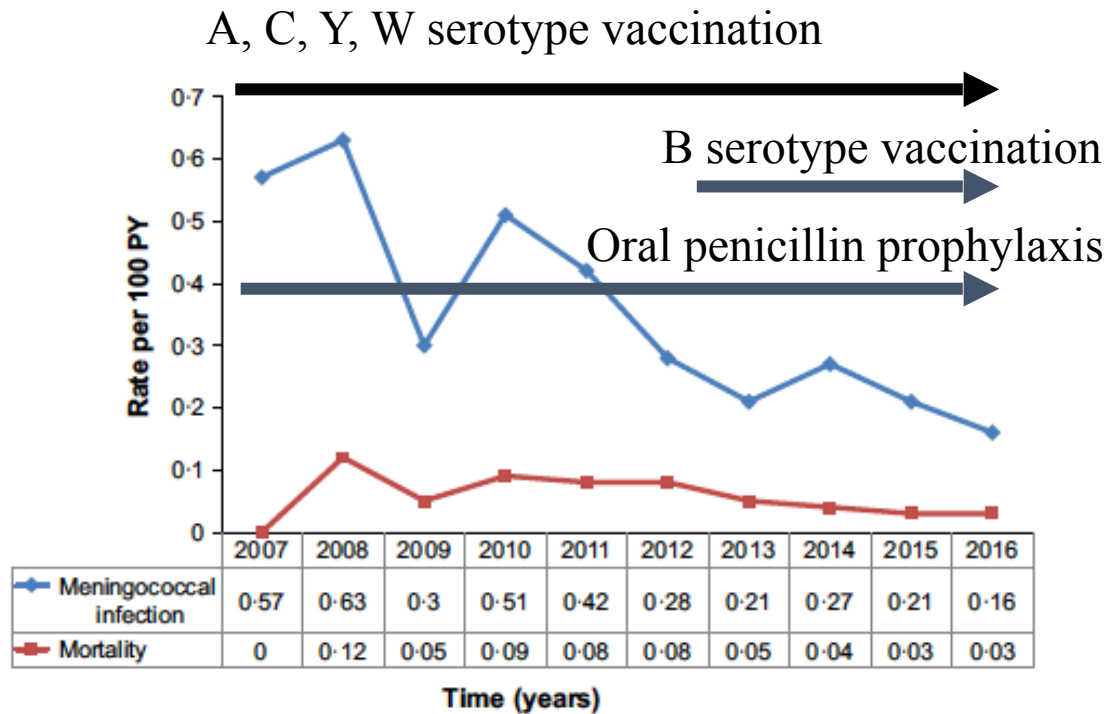 A, C, Y, W serotype vaccination
B serotype vaccination
Oral penicillin prophylaxis
Rate per 100 PY
0·7
0·6
0·5
0·4
0·3
0·2
0·1
0
2007 2008 2009 2010 2011 2012 2013 2014 2015 2016
Meningococcal
infection
0·57 0·63 0·3 0·51 0·42 0·28 0·21 0·27 0·21 0·16
Mortality 0 0·12 0·05 0·09 0·08 0·08 0·05 0·04 0·03 0·03
Time (years)